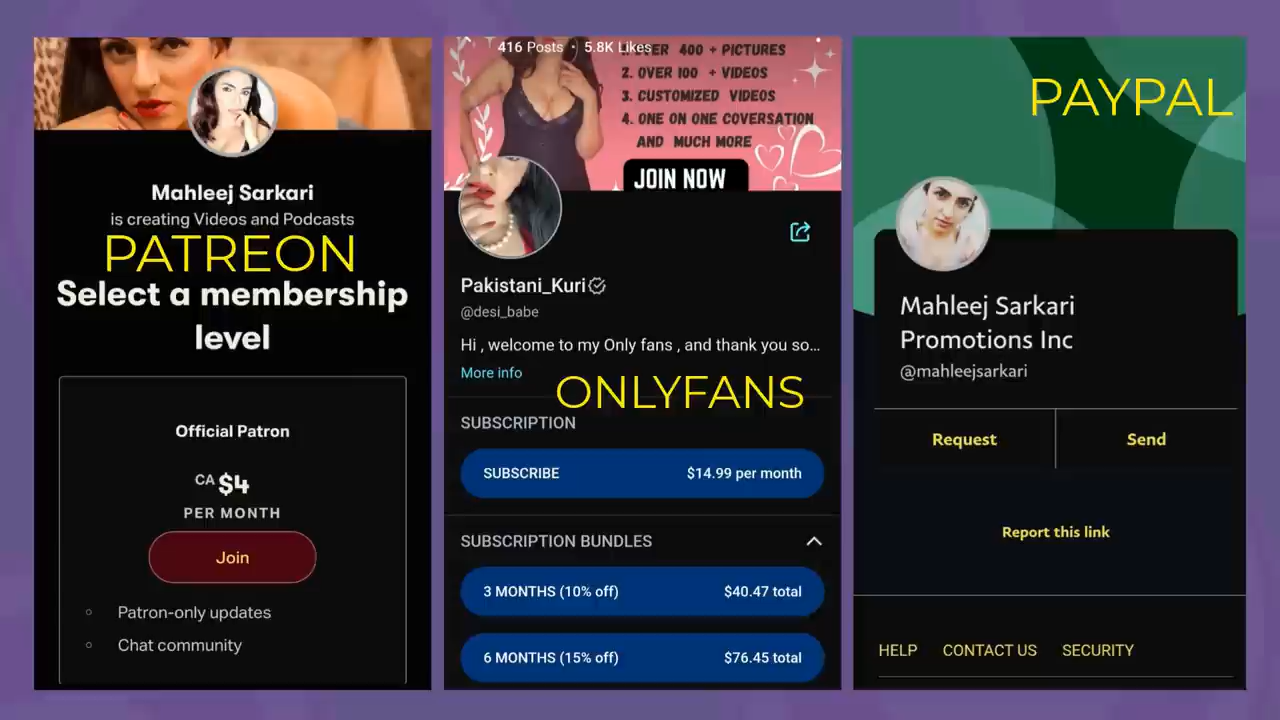 Mahleej Sarkari
is creating Videos and Podcasts
PATREON
Select a membership
level
Official Patron
CA $4
PER MONTH
Join
Patron-only updates
Chat community
416 Posts · 5.8K Likes
OVER 400 + PICTURES
2. OVER 100 + VIDEOS
3. CUSTOMIZED VIDEOS
4. ONE ON ONE COVERSATION
AND MUCH MORE
JOIN NOW
Pakistani_Kuri
@desi_babe
Hi , welcome to my Only fans , and thank you so...
More info
ONLYFANS
SUBSCRIPTION
SUBSCRIBE $14.99 per month
SUBSCRIPTION BUNDLES
3 MONTHS (10% off) $40.47 total
6 MONTHS (15% off) $76.45 total
PAYPAL
Mahleej Sarkari
Promotions Inc
@mahleejsarkari
Request Send
Report this link
HELP CONTACT US SECURITY